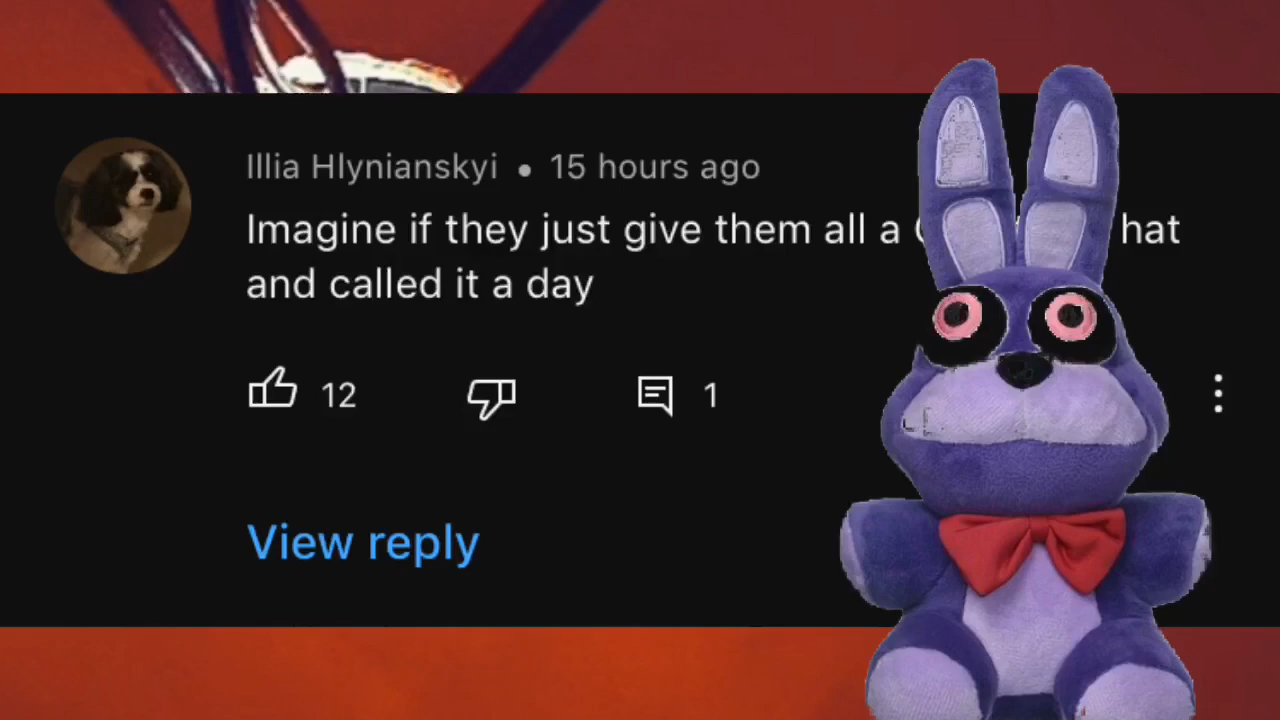 Illia Hlynianskyi • 15 hours ago
Imagine if they just give them all a hat
and called it a day
12 1
View reply